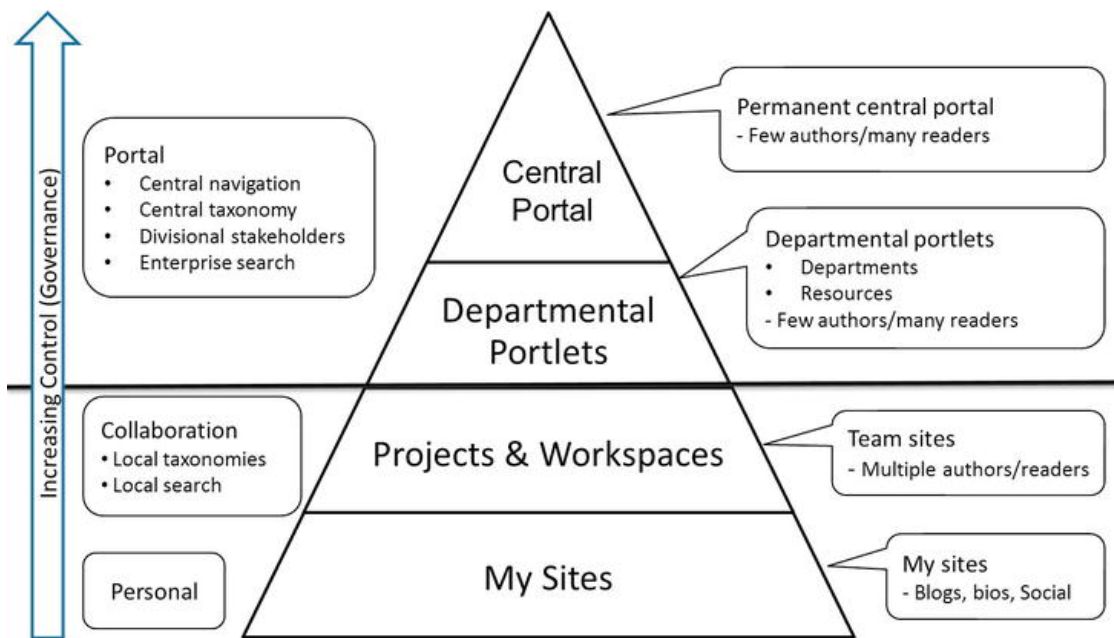 Increasing Control (Governance)
Portal
• Central navigation
• Central taxonomy
• Divisional stakeholders
• Enterprise search
Central
Portal
Permanent central portal
- Few authors/many readers
Departmental
Portlets
Departmental portlets
• Departments
• Resources
- Few authors/many readers
Collaboration
• Local taxonomies
• Local search
Projects & Workspaces
Team sites
- Multiple authors/readers
Personal
My Sites
My sites
- Blogs, bios, Social